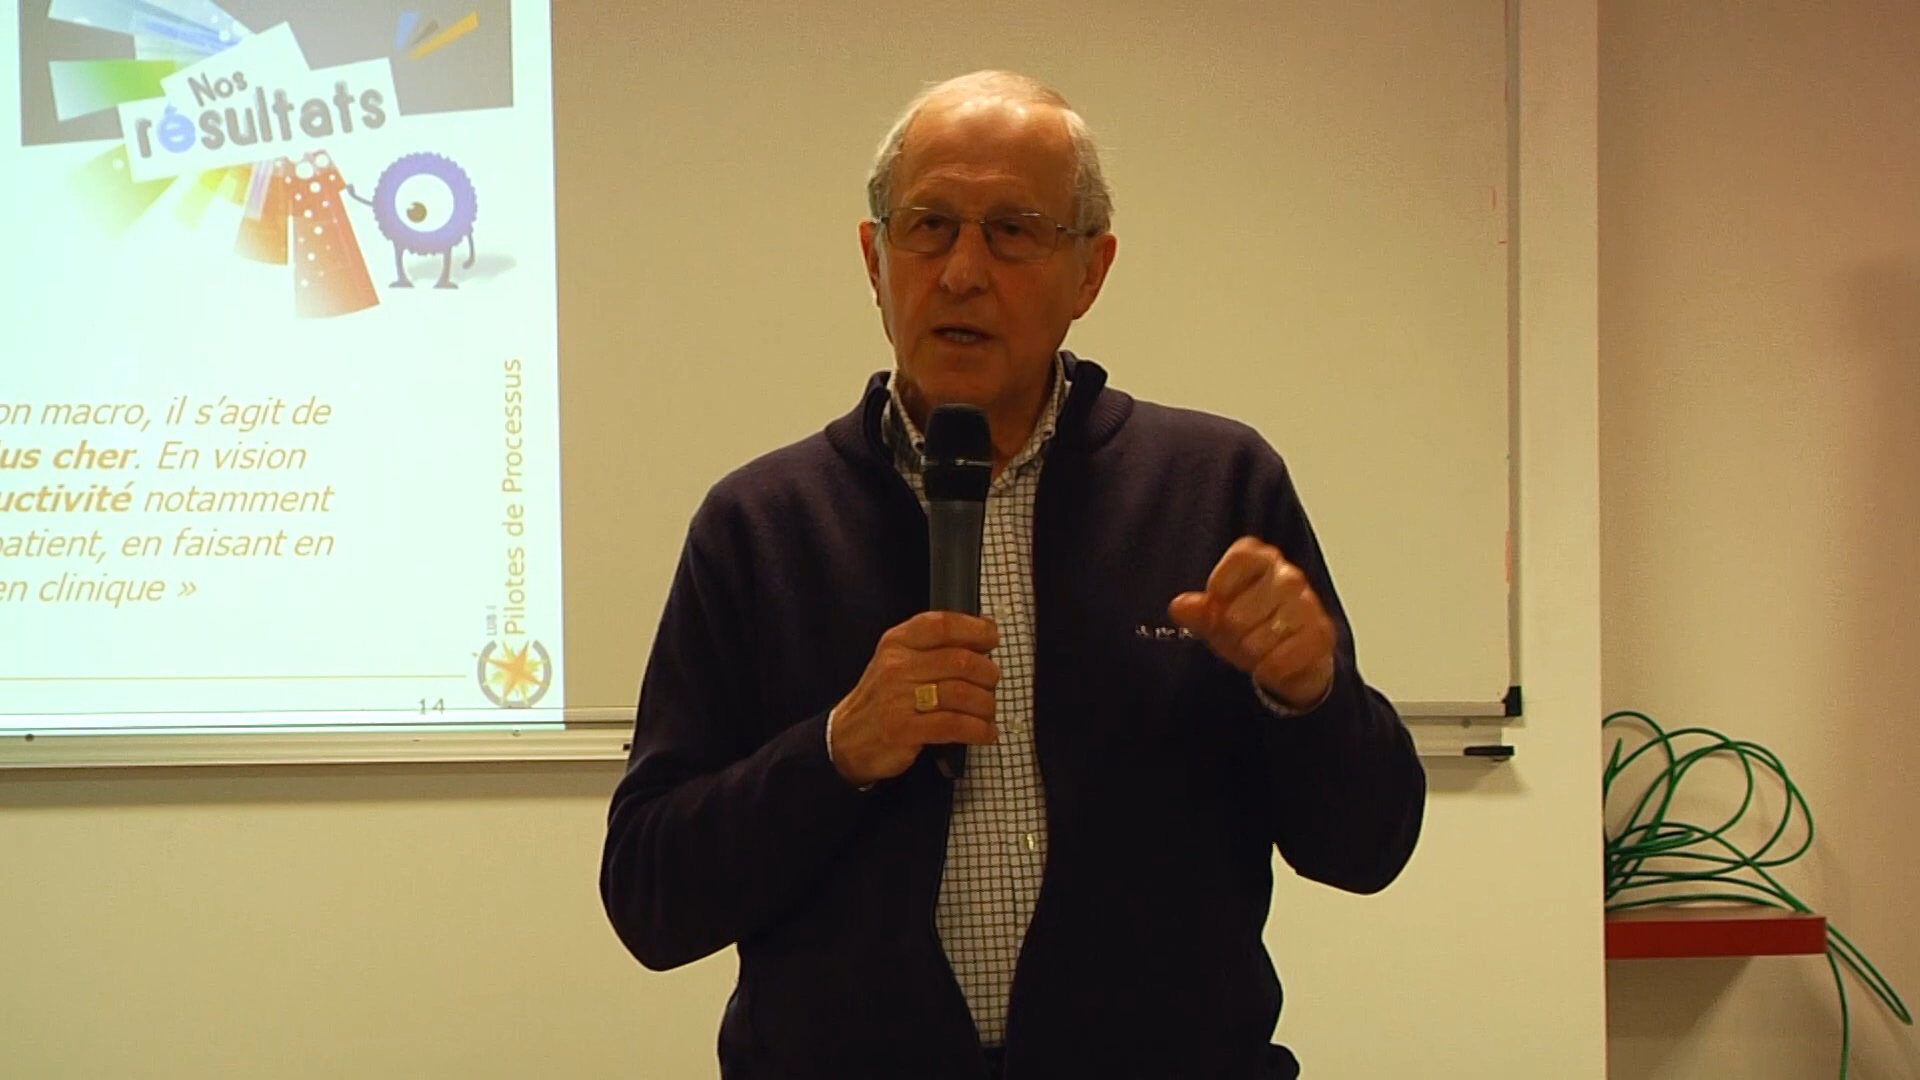 Nos
résultats
on macro, il s'agit de
lus cher. En vision
uctivité notamment
patient, en faisant en
en clinique »
Pilotes de Processus
14